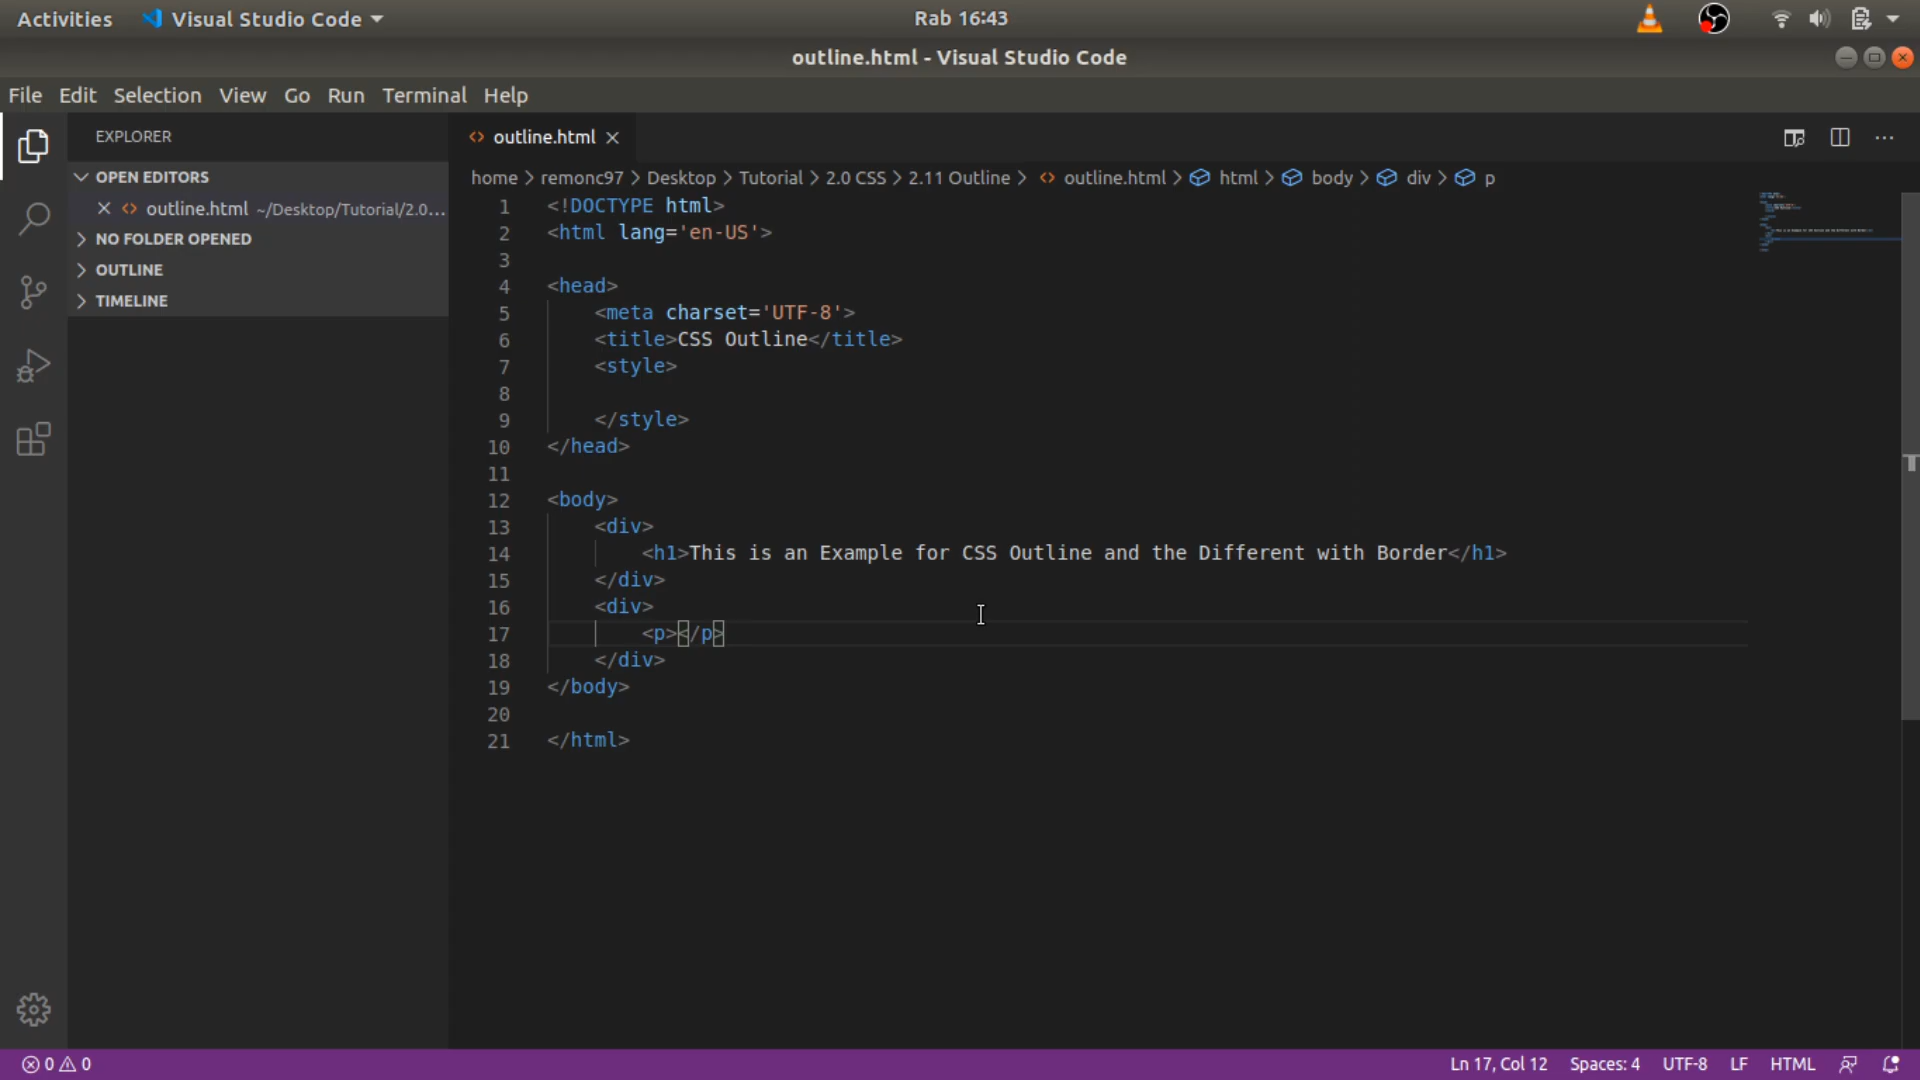 Activities Visual Studio Code Rab 16:43
outline.html - Visual Studio Code
File Edit Selection View Go Run Terminal Help
EXPLORER
OPEN EDITORS
outline.html ~/Desktop/Tutorial/2.0...
NO FOLDER OPENED
OUTLINE
TIMELINE
outline.html
home > remonc97 > Desktop > Tutorial > 2.0 CSS > 2.11 Outline > outline.html > html > body > div > p
1 <!DOCTYPE html>
2 <html lang='en-US'>
3
4 <head>
5     <meta charset='UTF-8'>
6     <title>CSS Outline</title>
7     <style>
8
9     </style>
10 </head>
11
12 <body>
13     <div>
14         <h1>This is an Example for CSS Outline and the Different with Border</h1>
15     </div>
16     <div>
17         <p></p>
18     </div>
19 </body>
20
21 </html>
0 0 Ln 17, Col 12 Spaces: 4 UTF-8 LF HTML